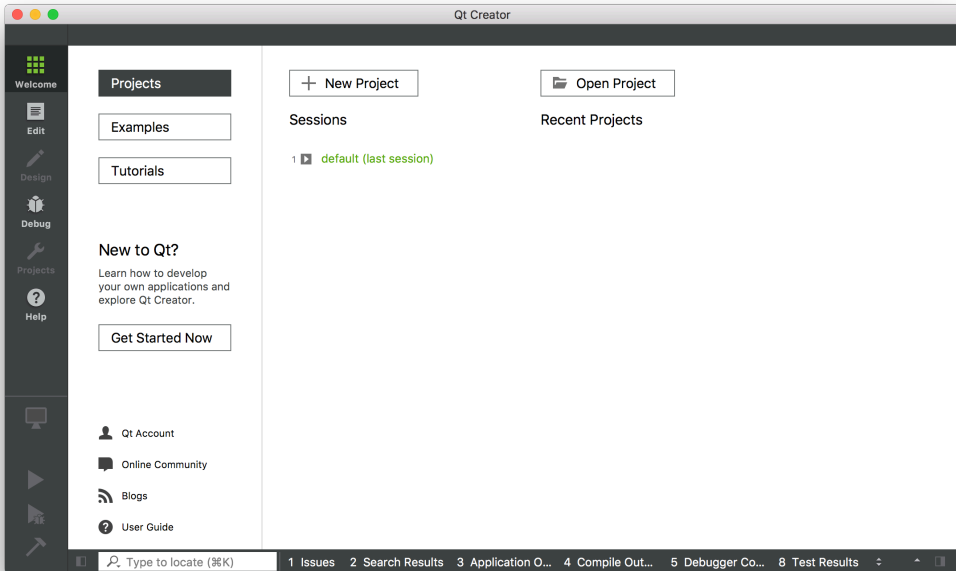 Qt Creator
Welcome
Edit
Design
Debug
Projects
Help
Projects
Examples
Tutorials
New to Qt?
Learn how to develop
your own applications and
explore Qt Creator.
Get Started Now
Qt Account
Online Community
Blogs
User Guide
New Project
Open Project
Sessions
Recent Projects
1 default (last session)
Type to locate (⌘K)
1 Issues 2 Search Results 3 Application O... 4 Compile Out... 5 Debugger Co... 8 Test Results